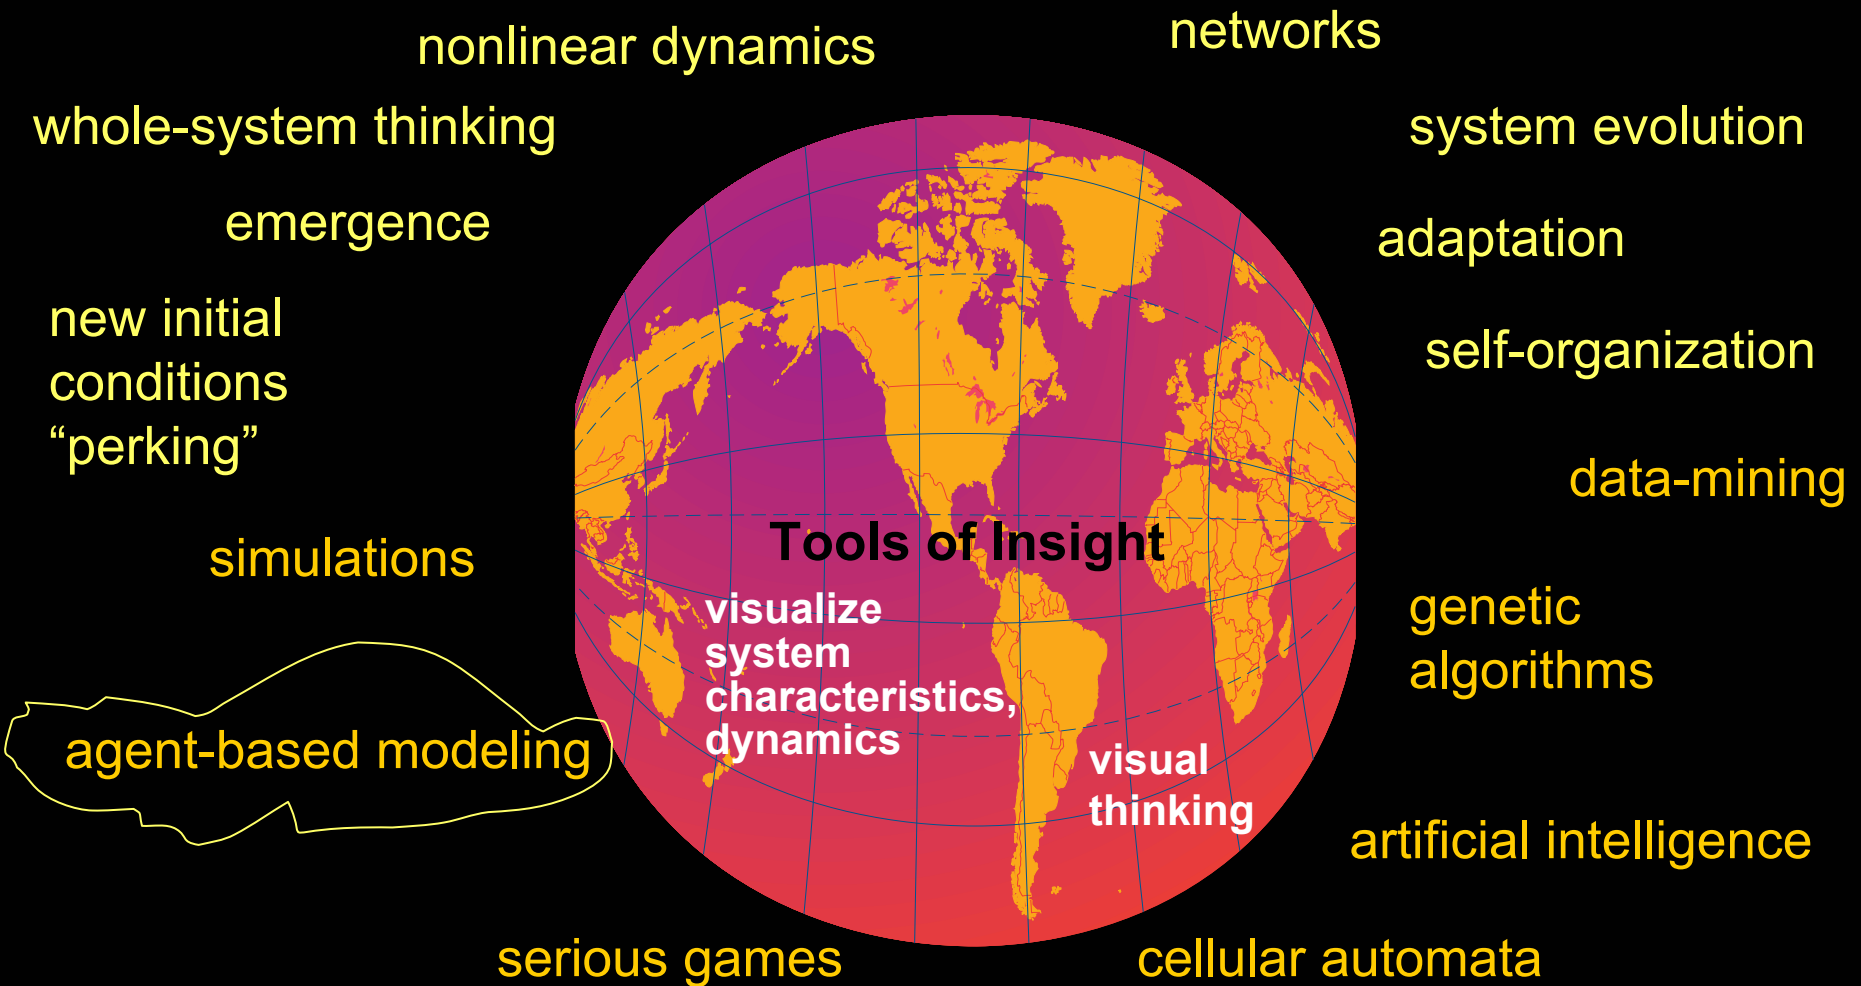 nonlinear dynamics
networks
whole-system thinking
system evolution
emergence
adaptation
new initial
conditions
“perking”
self-organization
data-mining
simulations
Tools of Insight
visualize
system
characteristics,
dynamics
genetic
algorithms
agent-based modeling
visual
thinking
artificial intelligence
serious games
cellular automata